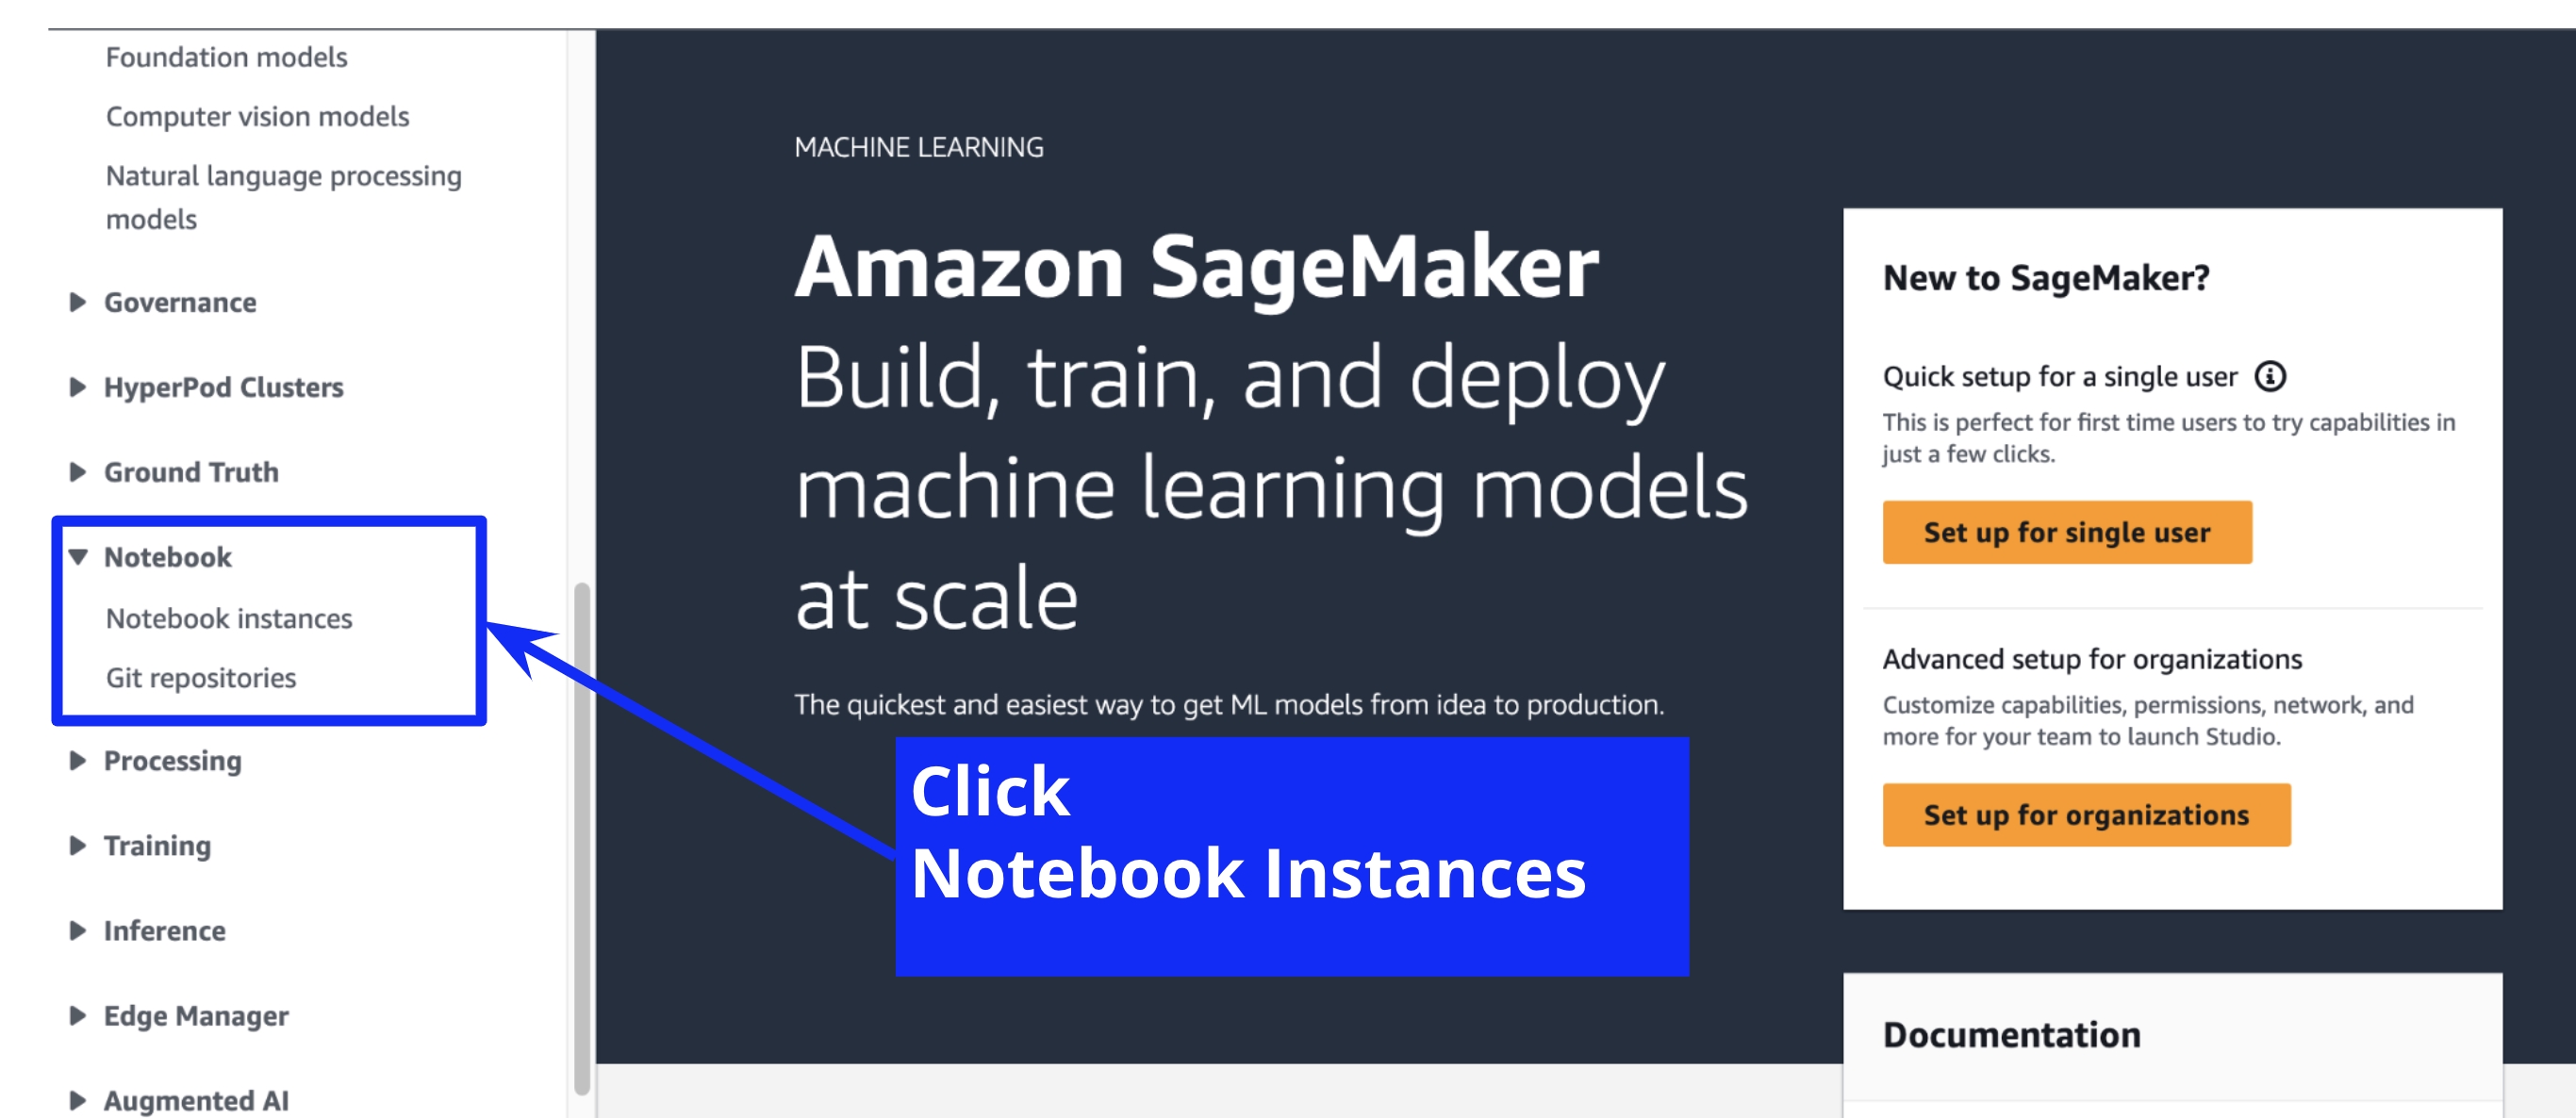 Foundation models
Computer vision models
Natural language processing
models
Governance
HyperPod Clusters
Ground Truth
Notebook
Notebook instances
Git repositories
Processing
Training
Inference
Edge Manager
Augmented AI
MACHINE LEARNING
Amazon SageMaker
Build, train, and deploy
machine learning models
at scale
The quickest and easiest way to get ML models from idea to production.
Click
Notebook Instances
New to SageMaker?
Quick setup for a single user
This is perfect for first time users to try capabilities in
just a few clicks.
Set up for single user
Advanced setup for organizations
Customize capabilities, permissions, network, and
more for your team to launch Studio.
Set up for organizations
Documentation